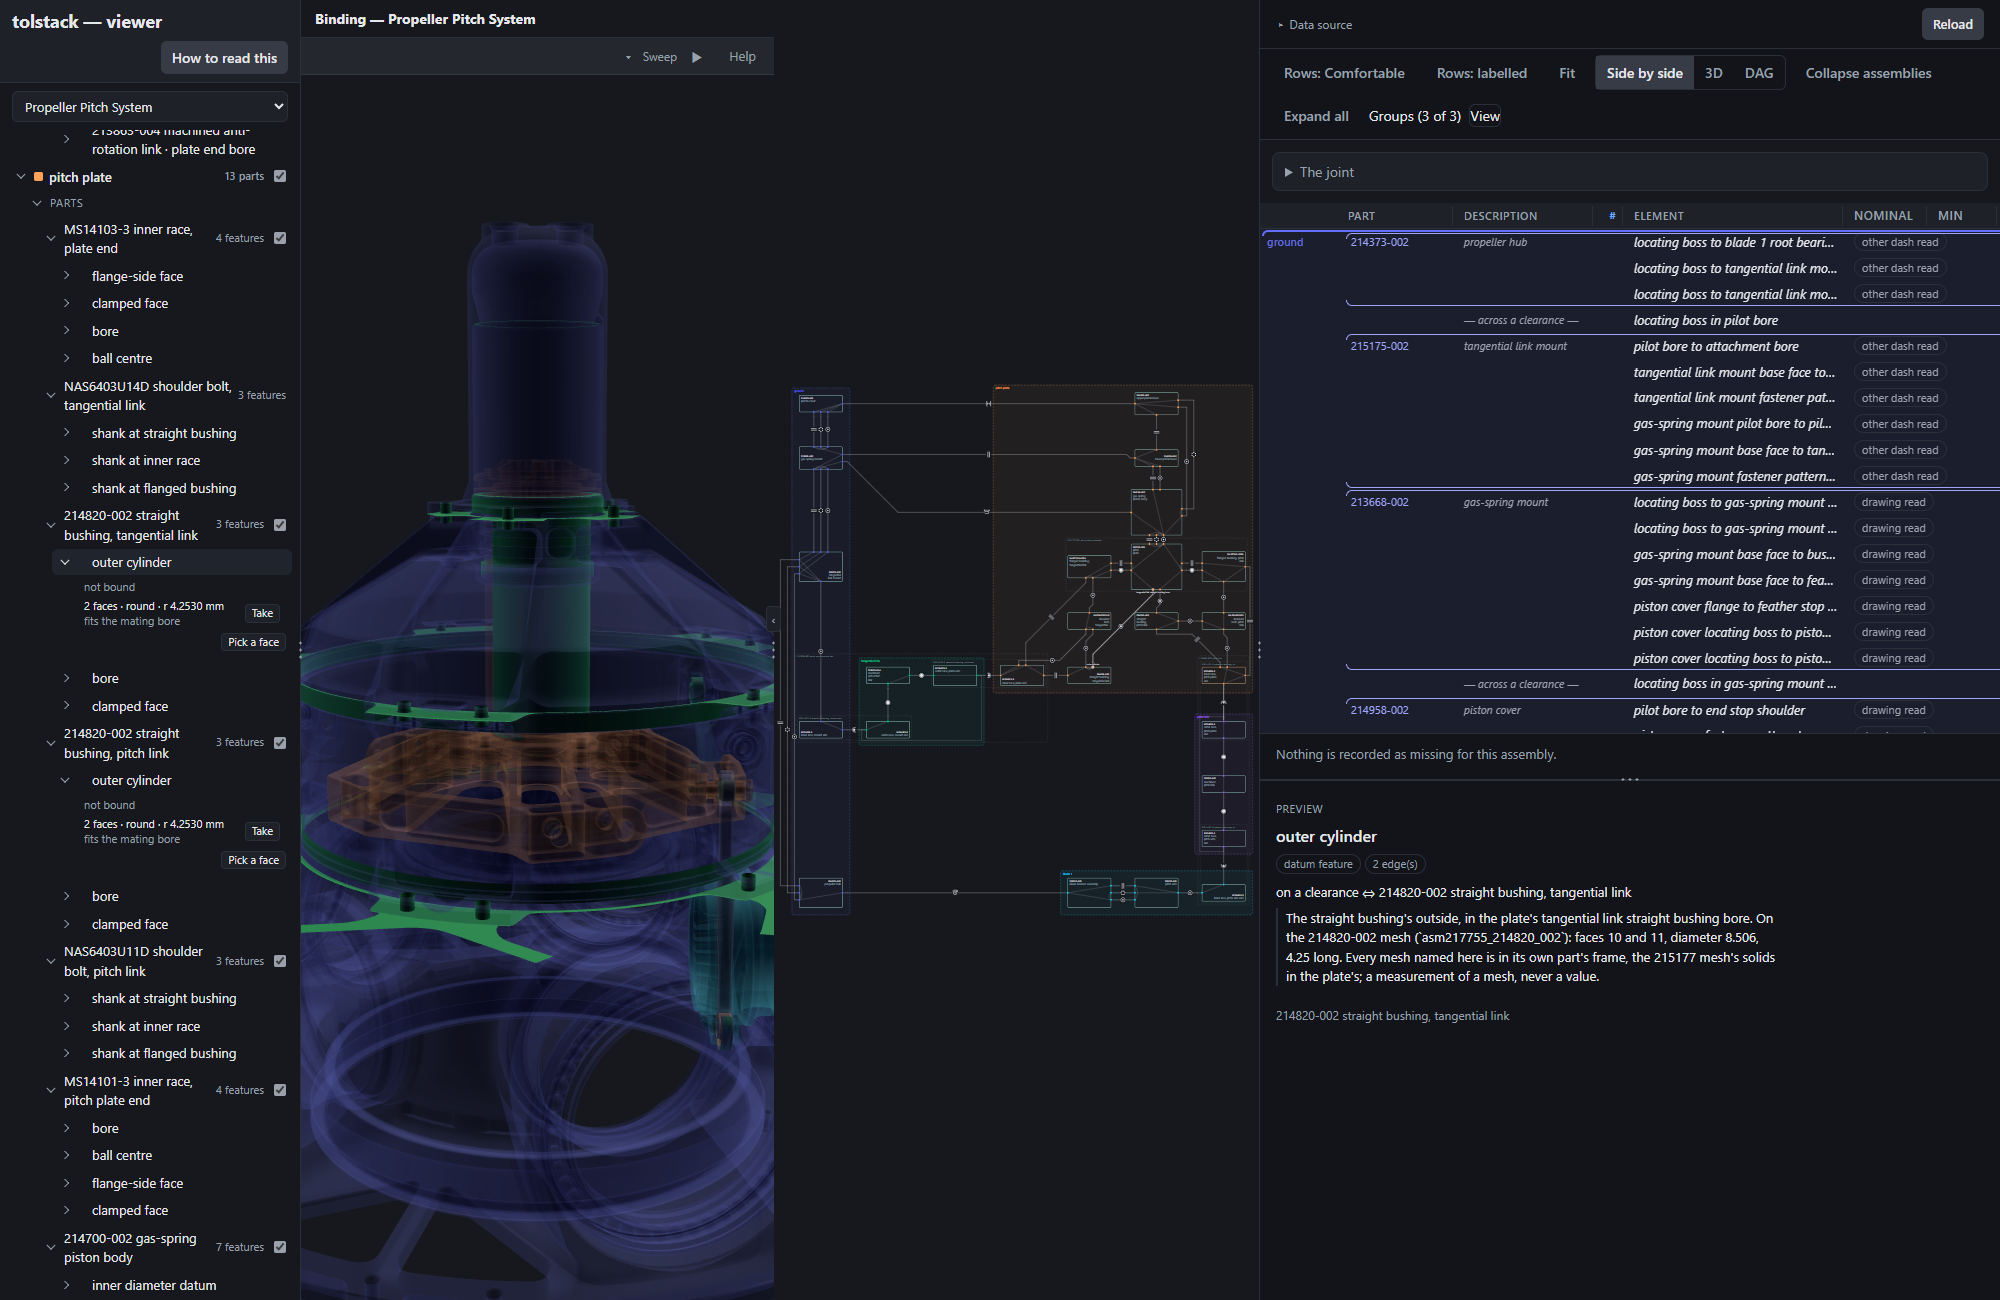 tolstack — viewer
How to read this
Propeller Pitch System
213863-004 machined anti-
rotation link · plate end bore
pitch plate
13 parts
PARTS
MS14103-3 inner race,
plate end
4 features
flange-side face
clamped face
bore
ball centre
NAS6403U14D shoulder bolt,
tangential link
3 features
shank at straight bushing
shank at inner race
shank at flanged bushing
214820-002 straight
bushing, tangential link
3 features
outer cylinder
not bound
2 faces · round · r 4.2530 mm
fits the mating bore
Take
Pick a face
bore
clamped face
214820-002 straight
bushing, pitch link
3 features
outer cylinder
not bound
2 faces · round · r 4.2530 mm
fits the mating bore
Take
Pick a face
bore
clamped face
NAS6403U11D shoulder
bolt, pitch link
3 features
shank at straight bushing
shank at inner race
shank at flanged bushing
MS14101-3 inner race,
pitch plate end
4 features
bore
ball centre
flange-side face
clamped face
214700-002 gas-spring
piston body
7 features
inner diameter datum
Binding — Propeller Pitch System
Sweep
Help
Data source
Reload
Rows: Comfortable
Rows: labelled
Fit
Side by side
3D
DAG
Collapse assemblies
Expand all
Groups (3 of 3)
View
The joint
PART DESCRIPTION # ELEMENT NOMINAL MIN
ground 214373-002 propeller hub locating boss to blade 1 root beari... other dash read
locating boss to tangential link mo... other dash read
locating boss to tangential link mo... other dash read
— across a clearance — locating boss in pilot bore
215175-002 tangential link mount pilot bore to attachment bore other dash read
tangential link mount base face to... other dash read
tangential link mount fastener pat... other dash read
gas-spring mount pilot bore to pil... other dash read
gas-spring mount base face to tan... other dash read
gas-spring mount fastener pattern... other dash read
213668-002 gas-spring mount locating boss to gas-spring mount ... drawing read
locating boss to gas-spring mount ... drawing read
gas-spring mount base face to bus... drawing read
gas-spring mount base face to fea... drawing read
piston cover flange to feather stop ... drawing read
piston cover locating boss to pisto... drawing read
piston cover locating boss to pisto... drawing read
— across a clearance — locating boss in gas-spring mount ...
214958-002 piston cover pilot bore to end stop shoulder drawing read
Nothing is recorded as missing for this assembly.
PREVIEW
outer cylinder
datum feature
2 edge(s)
on a clearance ⇔ 214820-002 straight bushing, tangential link
The straight bushing's outside, in the plate's tangential link straight bushing bore. On
the 214820-002 mesh (`asm217755_214820_002`): faces 10 and 11, diameter 8.506,
4.25 long. Every mesh named here is in its own part's frame, the 215177 mesh's solids
in the plate's; a measurement of a mesh, never a value.
214820-002 straight bushing, tangential link